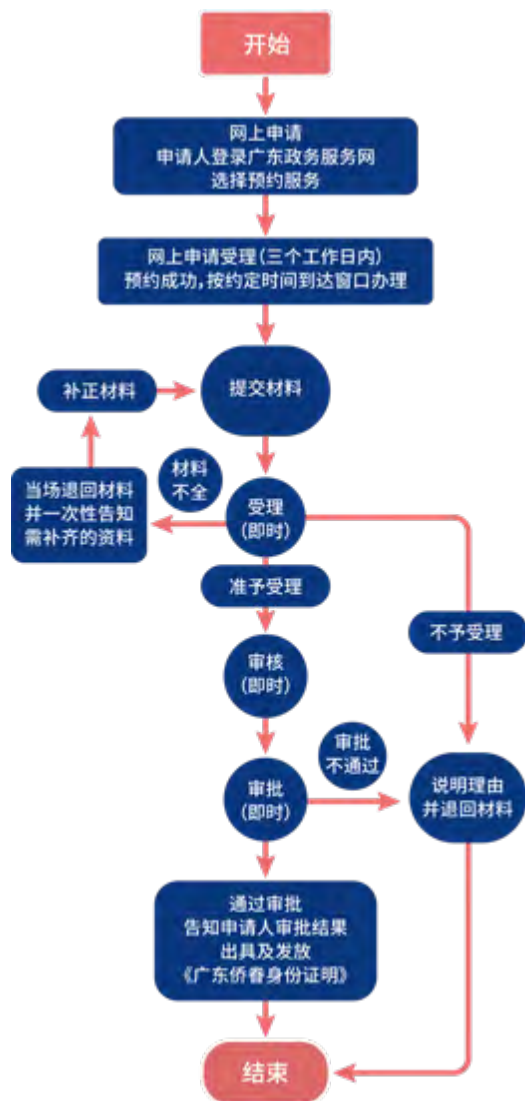 开始
网上申请
申请人登录广东政务服务网
选择预约服务
网上申请受理(三个工作日内)
预约成功,按约定时间到达窗口办理
提交材料
补正材料
当场退回材料
并一次性告知
需补齐的资料
材料
不全
受理
(即时)
准予受理
不予受理
审核
(即时)
审批
不通过
审批
(即时)
说明理由
并退回材料
通过审批
告知申请人审批结果
出具及发放
《广东侨眷身份证明》
结束